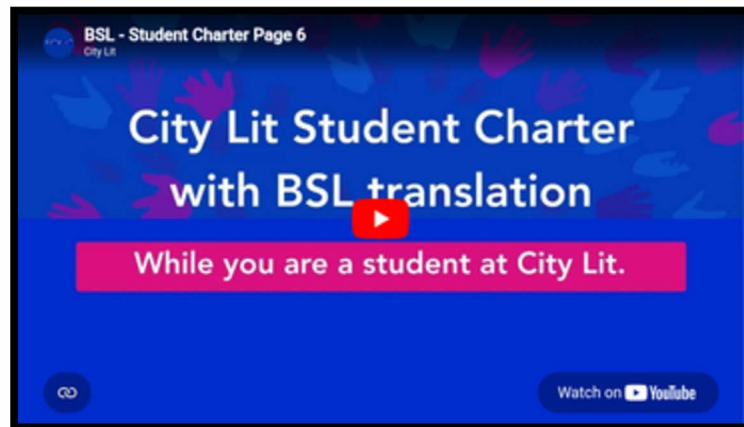 BSL - Student Charter Page 6
City Lit
City Lit Student Charter
with BSL translation
While you are a student at City Lit.
Watch on YouTube